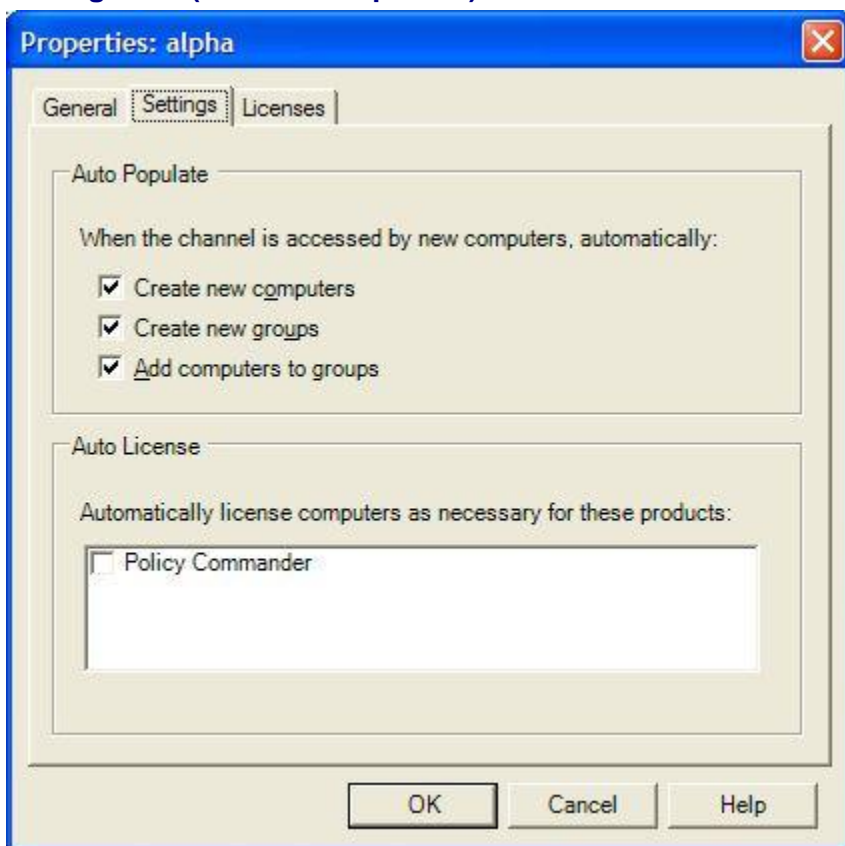 Properties: alpha
General Settings Licenses
Auto Populate
When the channel is accessed by new computers, automatically:
Create new computers
Create new groups
Add computers to groups
Auto License
Automatically license computers as necessary for these products:
Policy Commander
OK Cancel Help